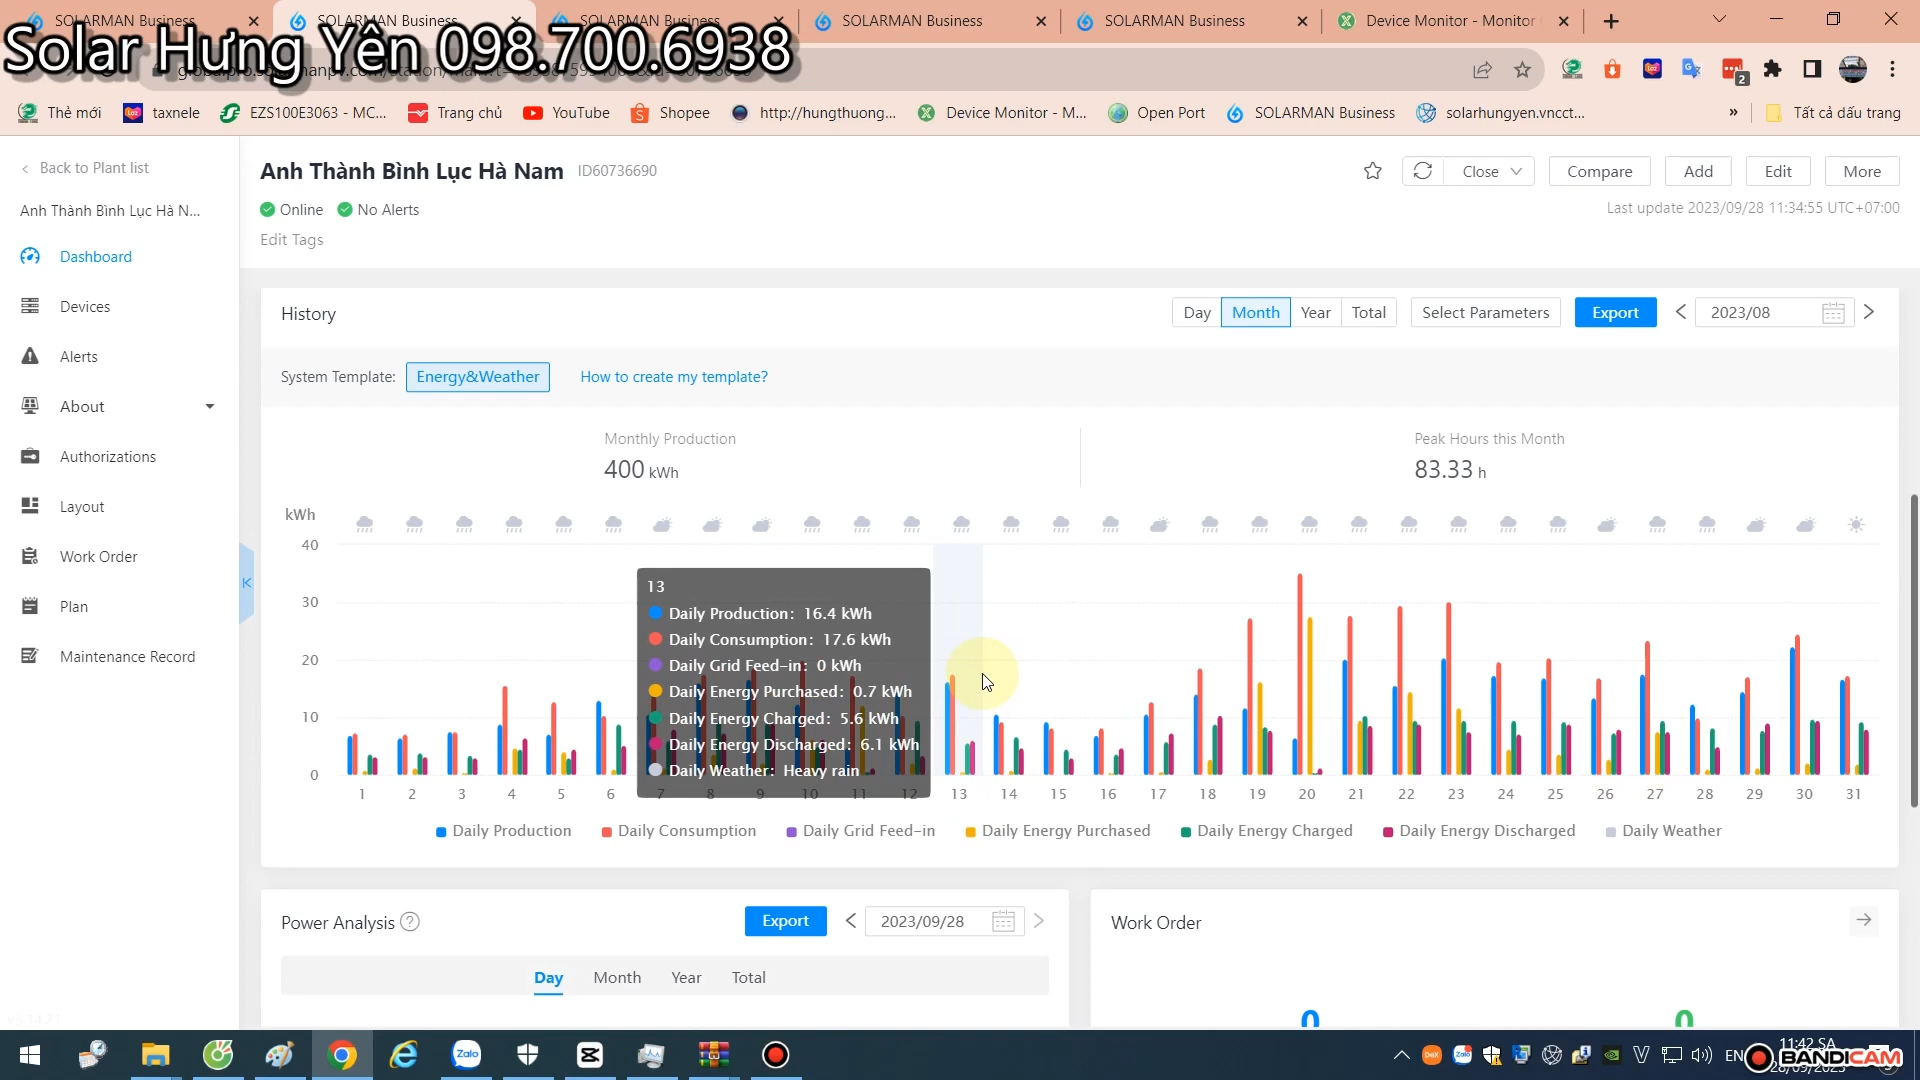 SOLARMAN Business
SOLARMAN Business
SOLARMAN Business
SOLARMAN Business
SOLARMAN Business
Device Monitor - Monitor
Solar Hưng Yên 098.700.6938
2
Thẻ mới
taxnele
EZS100E3063 - MC...
Trang chủ
YouTube
Shopee
http://hungthuong...
Device Monitor - M...
Open Port
SOLARMAN Business
solarhungyen.vncct...
»
Tất cả dấu trang
Back to Plant list
Anh Thành Bình Lục Hà N...
Dashboard
Devices
Alerts
About
Authorizations
Layout
Work Order
Plan
Maintenance Record
Anh Thành Bình Lục Hà Nam ID60736690
Online No Alerts
Edit Tags
Close Compare Add Edit More
Last update 2023/09/28 11:34:55 UTC+07:00
History
Day Month Year Total Select Parameters Export 2023/08
System Template: Energy&Weather How to create my template?
Monthly Production
400 kWh
Peak Hours this Month
83.33 h
kWh
40
30
20
10
0
13
Daily Production: 16.4 kWh
Daily Consumption: 17.6 kWh
Daily Grid Feed-in: 0 kWh
Daily Energy Purchased: 0.7 kWh
Daily Energy Charged: 5.6 kWh
Daily Energy Discharged: 6.1 kWh
Daily Weather: Heavy rain
1 2 3 4 5 6 7 8 9 10 11 12 13 14 15 16 17 18 19 20 21 22 23 24 25 26 27 28 29 30 31
Daily Production Daily Consumption Daily Grid Feed-in Daily Energy Purchased Daily Energy Charged Daily Energy Discharged Daily Weather
Power Analysis ? Export 2023/09/28
Day Month Year Total
Work Order
0 0
Zalo
EN
11:42 SA
28/09/2023
BANDICAM